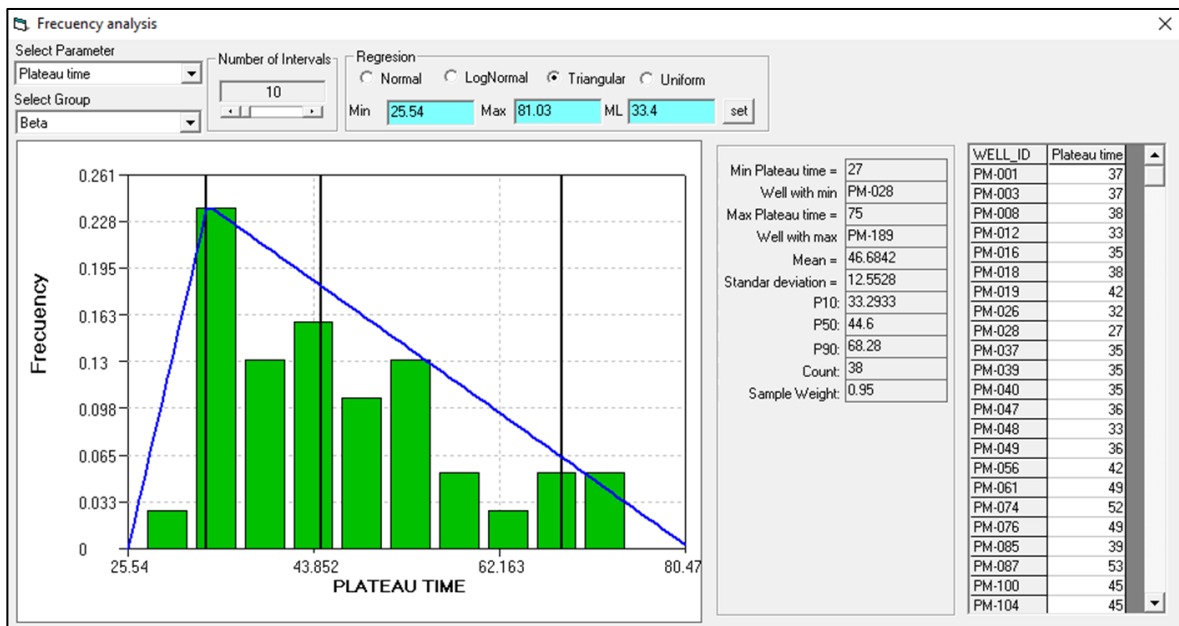 Frecuency analysis
Select Parameter
Plateau time
Select Group
Beta
Number of Intervals
10
Regresion
Normal LogNormal Triangular Uniform
Min 25.54 Max 81.03 ML 33.4 set
0.261
0.228
0.195
0.163
0.13
0.098
0.065
0.033
0
Frecuency
25.54 43.852 62.163 80.47
PLATEAU TIME
Min Plateau time = 27
Well with min PM-028
Max Plateau time = 75
Well with max PM-189
Mean = 46.6842
Standar deviation = 12.5528
P10: 33.2933
P50: 44.6
P90: 68.28
Count: 38
Sample Weight: 0.95
WELL_ID Plateau time
PM-001 37
PM-003 37
PM-008 38
PM-012 33
PM-016 35
PM-018 38
PM-019 42
PM-026 32
PM-028 27
PM-037 35
PM-039 35
PM-040 35
PM-047 36
PM-048 33
PM-049 36
PM-056 42
PM-061 49
PM-074 52
PM-076 49
PM-085 39
PM-087 53
PM-100 45
PM-104 45